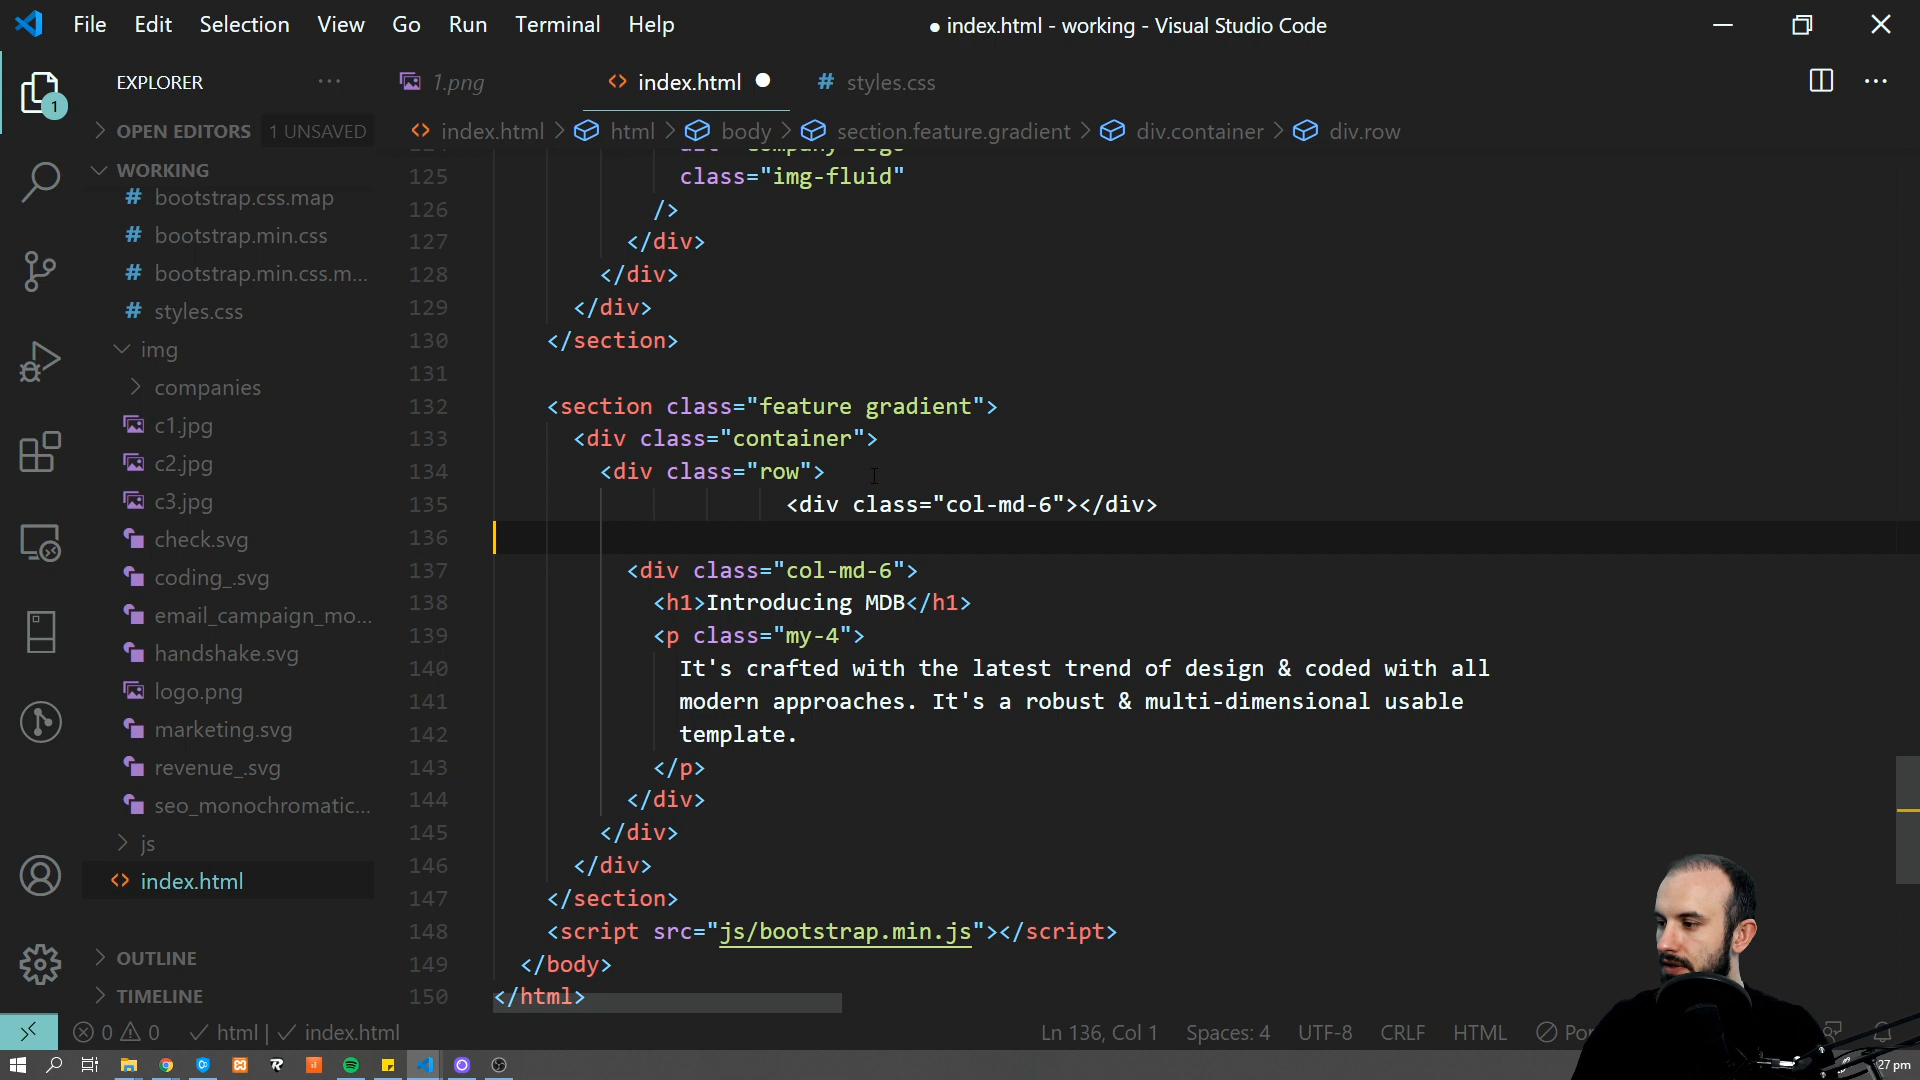 File Edit Selection View Go Run Terminal Help
● index.html - working - Visual Studio Code
EXPLORER ···
1.png
<> index.html ●
# styles.css
1
> OPEN EDITORS 1 UNSAVED
<> index.html > html > body > section.feature.gradient > div.container > div.row
WORKING
# bootstrap.css.map
# bootstrap.min.css
# bootstrap.min.css.m...
# styles.css
img
> companies
c1.jpg
c2.jpg
c3.jpg
check.svg
coding_.svg
email_campaign_mo...
handshake.svg
logo.png
marketing.svg
revenue_.svg
seo_monochromatic...
> js
<> index.html
> OUTLINE
> TIMELINE
125 class="img-fluid"
126 />
127 </div>
128 </div>
129 </div>
130 </section>
131
132 <section class="feature gradient">
133 <div class="container">
134 <div class="row">
135 <div class="col-md-6"></div>
136
137 <div class="col-md-6">
138 <h1>Introducing MDB</h1>
139 <p class="my-4">
140 It's crafted with the latest trend of design & coded with all
141 modern approaches. It's a robust & multi-dimensional usable
142 template.
143 </p>
144 </div>
145 </div>
146 </div>
147 </section>
148 <script src="js/bootstrap.min.js"></script>
149 </body>
150 </html>
0 0 ✓ html | ✓ index.html
Ln 136, Col 1 Spaces: 4 UTF-8 CRLF HTML
27 pm